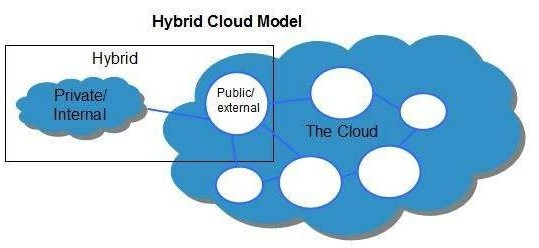 Hybrid Cloud Model
Hybrid
Private/
Internal
Public/
external
The Cloud